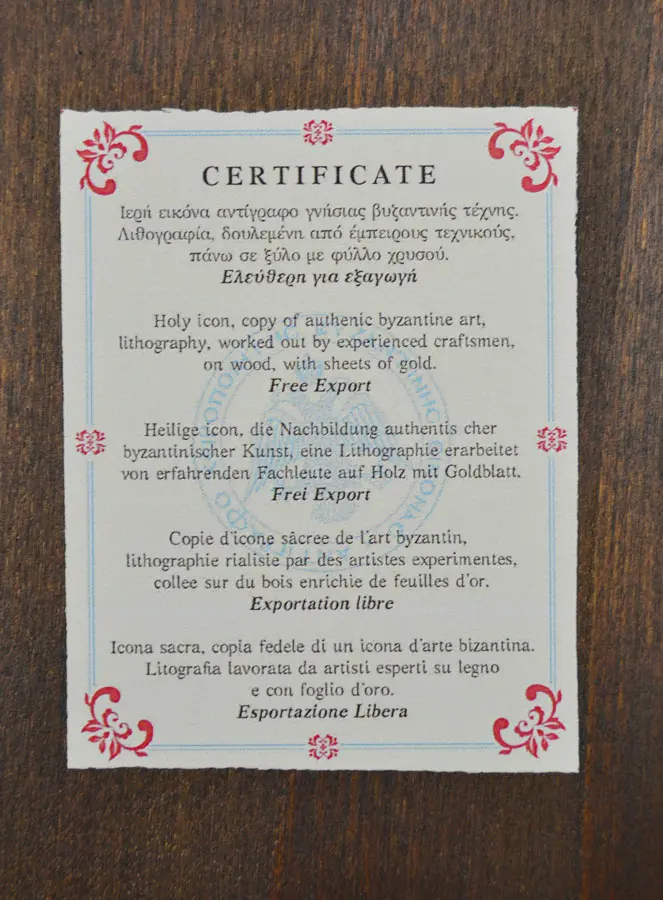 CERTIFICATE
Ιερή εικόνα αντίγραφο γνήσιας βυζαντινής τέχνης.
Λιθογραφία, δουλεμένη από έμπειρους τεχνικούς,
πάνω σε ξύλο με φύλλο χρυσού.
Ελεύθερη για εξαγωγή
Holy icon, copy of authenic byzantine art,
lithography, worked out by experienced craftsmen,
on wood, with sheets of gold.
Free Export
Heilige icon, die Nachbildung authentis cher
byzantinischer Kunst, eine Lithographie erarbeitet
von erfahrenden Fachleute auf Holz mit Goldblatt.
Frei Export
Copie d'icone sâcree de l'art byzantin,
lithographie rialisie par des artistes experimentes,
collee sur du bois enrichie de feuilles d'or.
Exportation libre
Icona sacra, copia fedele di un icona d'arte bizantina.
Litografia lavorata da artisti esperti su legno
e con foglio d'oro.
Esportazione Libera